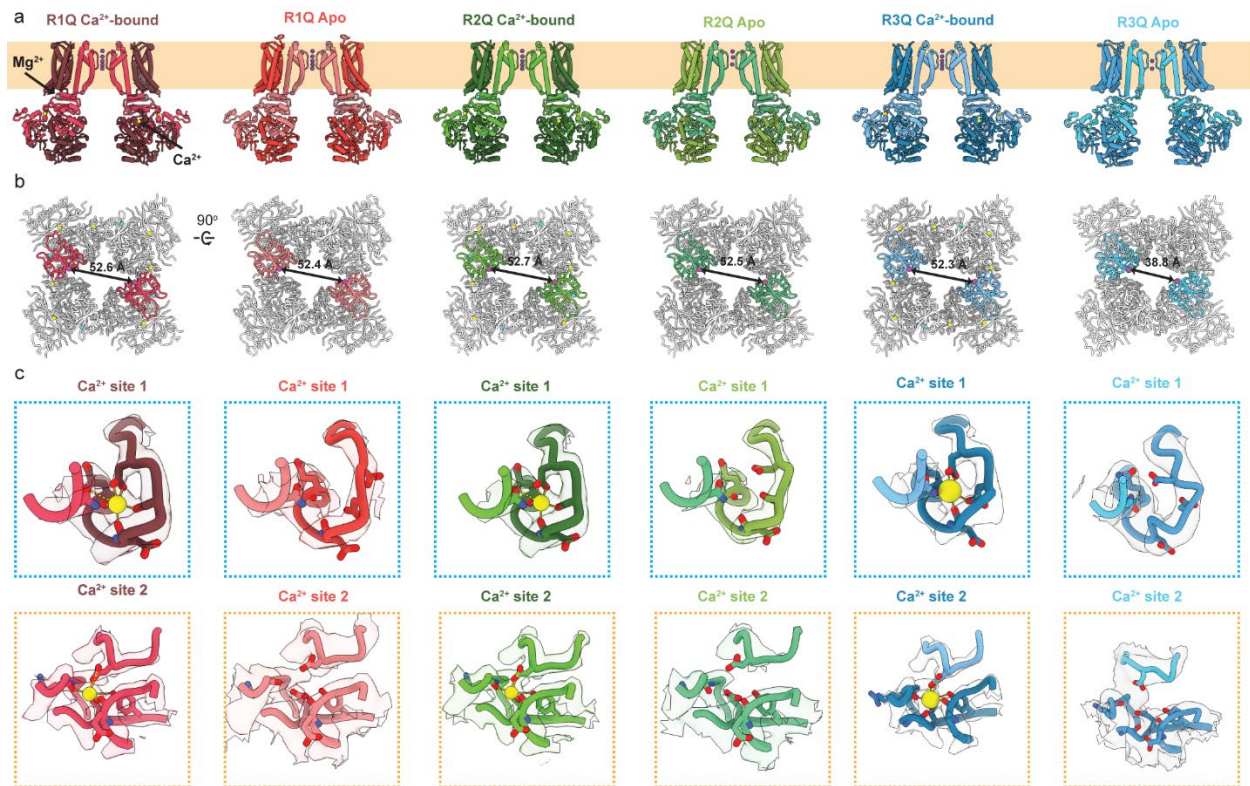 a
R1Q Ca²⁺-bound
R1Q Apo
R2Q Ca²⁺-bound
R2Q Apo
R3Q Ca²⁺-bound
R3Q Apo
Mg²⁺
Ca²⁺
b
90º
52.6 Å
52.4 Å
52.7 Å
52.5 Å
52.3 Å
38.8 Å
c
Ca²⁺ site 1
Ca²⁺ site 1
Ca²⁺ site 1
Ca²⁺ site 1
Ca²⁺ site 1
Ca²⁺ site 1
Ca²⁺ site 2
Ca²⁺ site 2
Ca²⁺ site 2
Ca²⁺ site 2
Ca²⁺ site 2
Ca²⁺ site 2